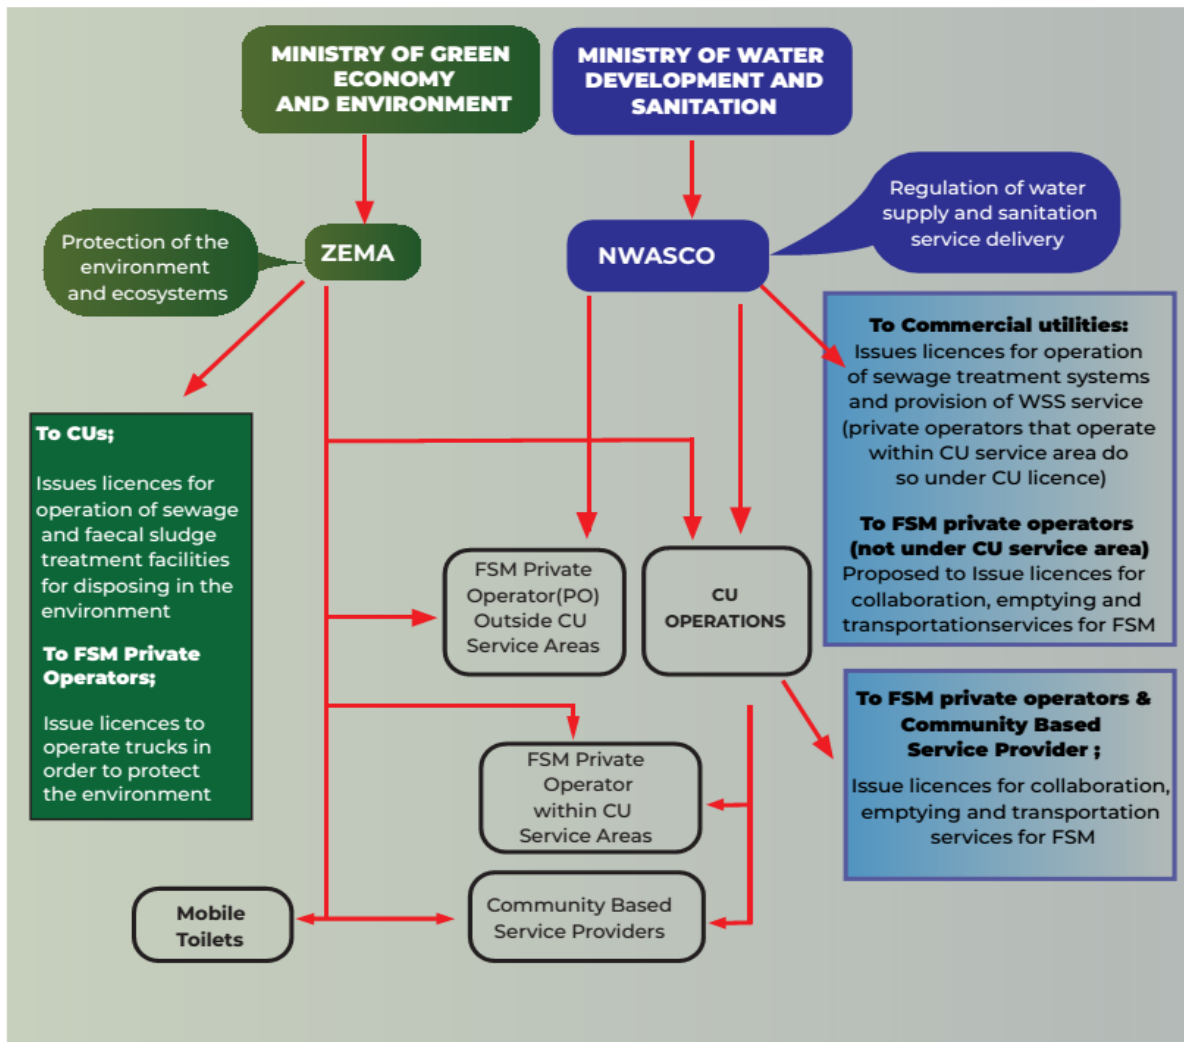 MINISTRY OF GREEN
ECONOMY
AND ENVIRONMENT
MINISTRY OF WATER
DEVELOPMENT AND
SANITATION
Protection of the
environment
and ecosystems
ZEMA
NWASCO
Regulation of water
supply and sanitation
service delivery
To CUs;
Issues licences for
operation of sewage
and faecal sludge
treatment facilities
for disposing in the
environment
To FSM Private
Operators;
Issue licences to
operate trucks in
order to protect
the environment
To Commercial utilities:
Issues licences for operation
of sewage treatment systems
and provision of WSS service
(private operators that operate
within CU service area do
so under CU licence)
To FSM private operators
(not under CU service area)
Proposed to Issue licences for
collaboration, emptying and
transportationservices for FSM
FSM Private
Operator(PO)
Outside CU
Service Areas
CU
OPERATIONS
To FSM private operators &
Community Based
Service Provider ;
Issue licences for collaboration,
emptying and transportation
services for FSM
FSM Private
Operator
within CU
Service Areas
Mobile
Toilets
Community Based
Service Providers